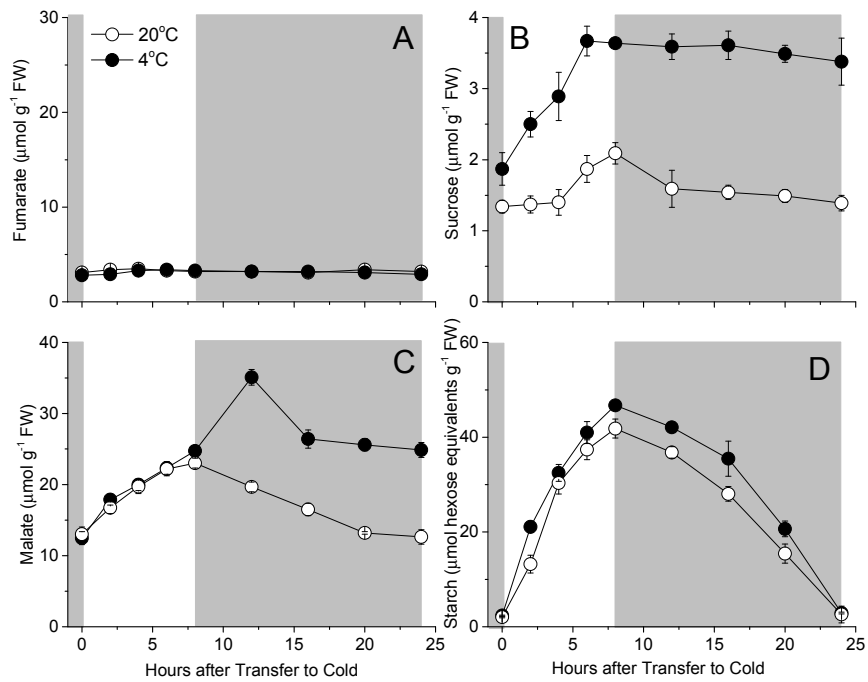 20°C
4°C
A
Fumarate (μmol g⁻¹ FW)
30
20
10
0
B
Sucrose (μmol g⁻¹ FW)
4
3
2
1
0
C
Malate (μmol g⁻¹ FW)
40
30
20
10
0
0 5 10 15 20
Hours after Transfer to Cold
D
Starch (μmol hexose equivalents g⁻¹ FW)
60
40
20
0
0 5 10 15 20 25
Hours after Transfer to Cold